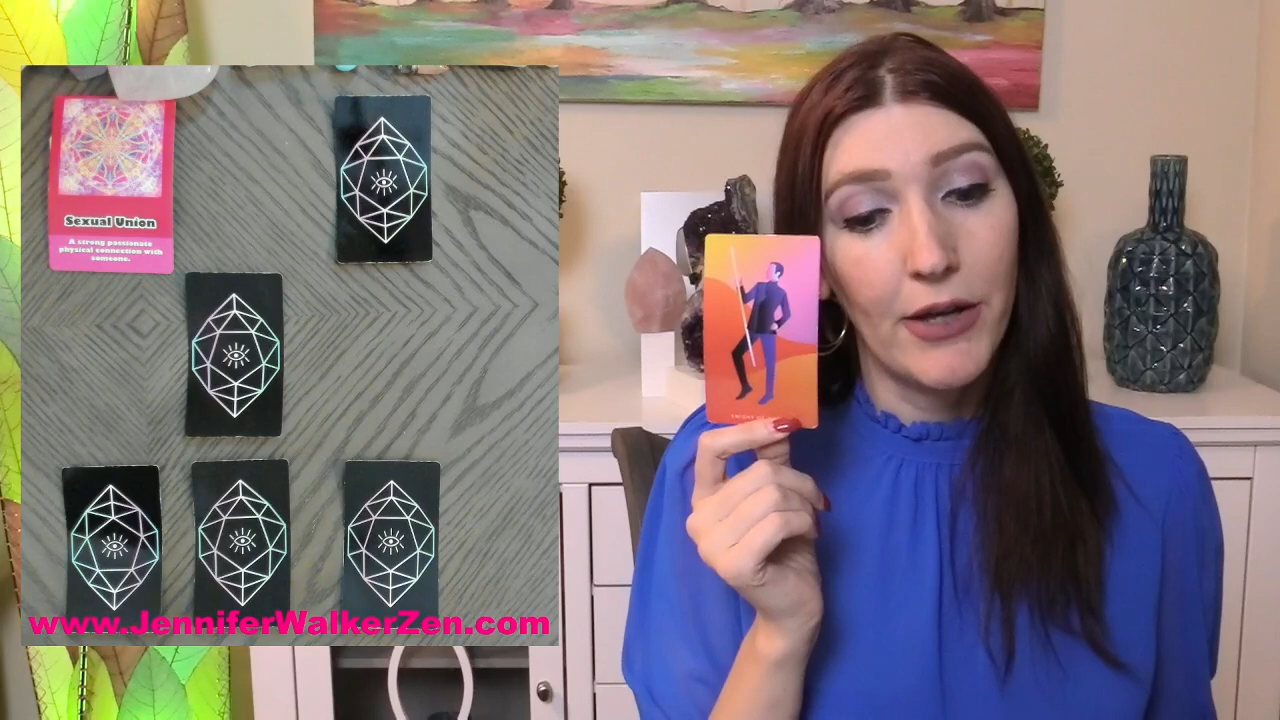 Sexual Union
A strong passionate
physical connection with
someone.
www.JenniferWalkerZen.com